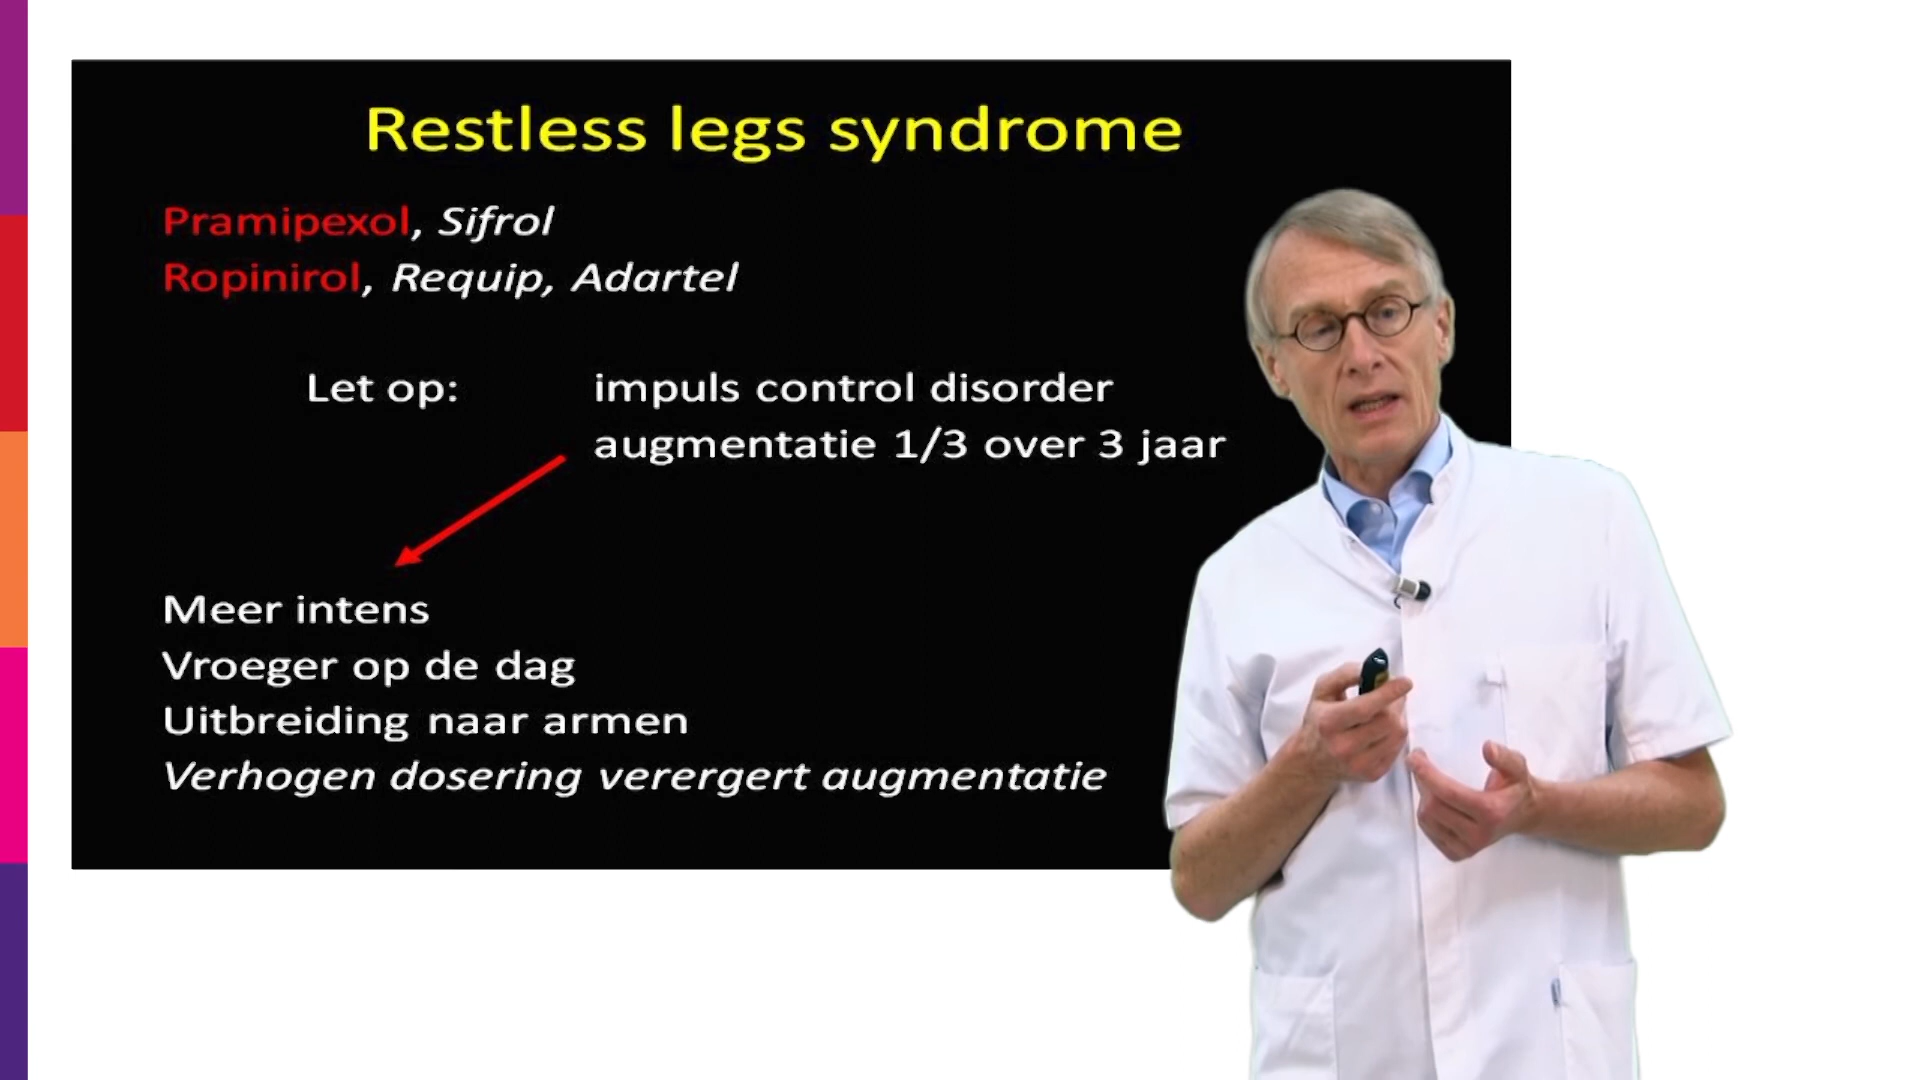 Restless legs syndrome
Pramipexol, Sifrol
Ropinirol, Requip, Adartel
Let op: impuls control disorder
augmentatie 1/3 over 3 jaar
Meer intens
Vroeger op de dag
Uitbreiding naar armen
Verhogen dosering verergert augmentatie